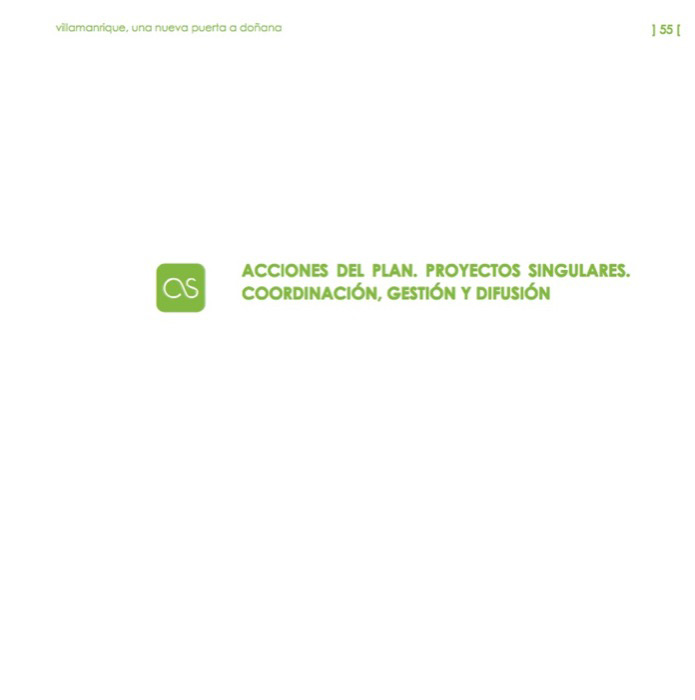 villamanrique, una nueva puerta a doñana
] 55 [
as
ACCIONES DEL PLAN. PROYECTOS SINGULARES.
COORDINACIÓN, GESTIÓN Y DIFUSIÓN